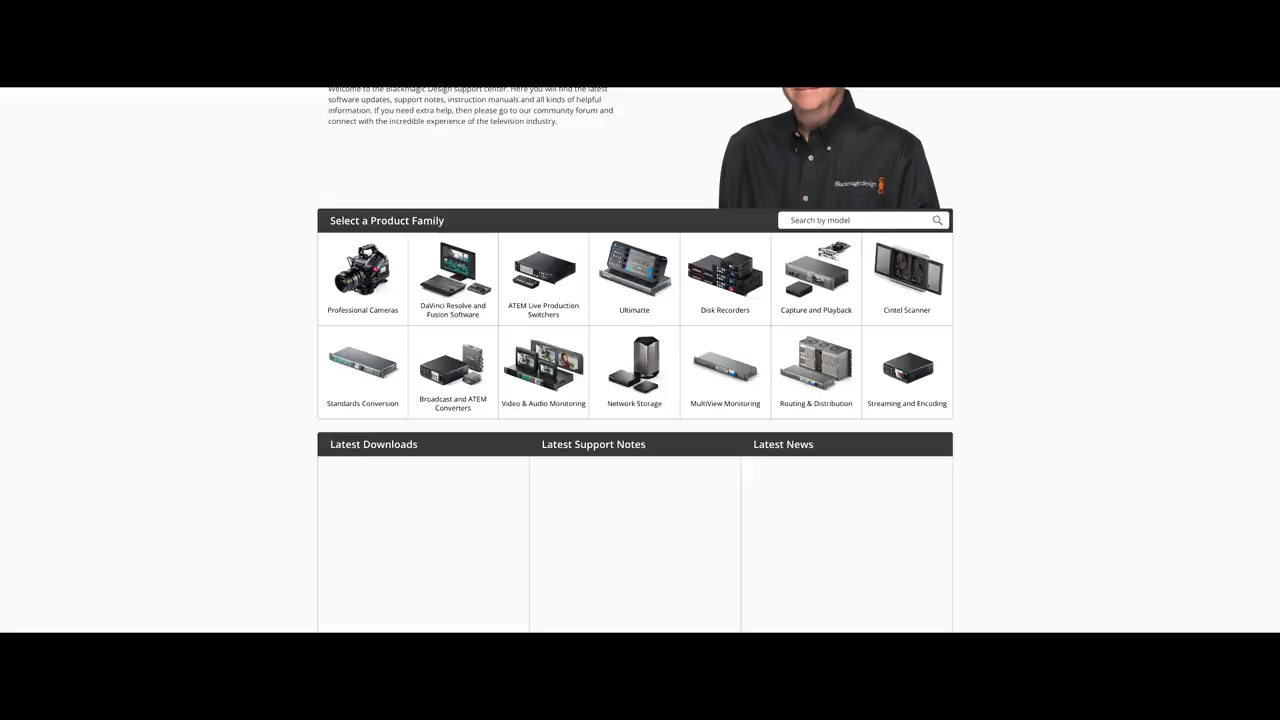 Welcome to the Blackmagic Design support center. Here you will find the latest
software updates, support notes, instruction manuals and all kinds of helpful
information. If you need extra help, then please go to our community forum and
connect with the incredible experience of the television industry.
Blackmagicdesign
Select a Product Family
Search by model
Professional Cameras
DaVinci Resolve and
Fusion Software
ATEM Live Production
Switchers
Ultimatte
Disk Recorders
Capture and Playback
Cintel Scanner
Standards Conversion
Broadcast and ATEM
Converters
Video & Audio Monitoring
Network Storage
MultiView Monitoring
Routing & Distribution
Streaming and Encoding
Latest Downloads
Latest Support Notes
Latest News